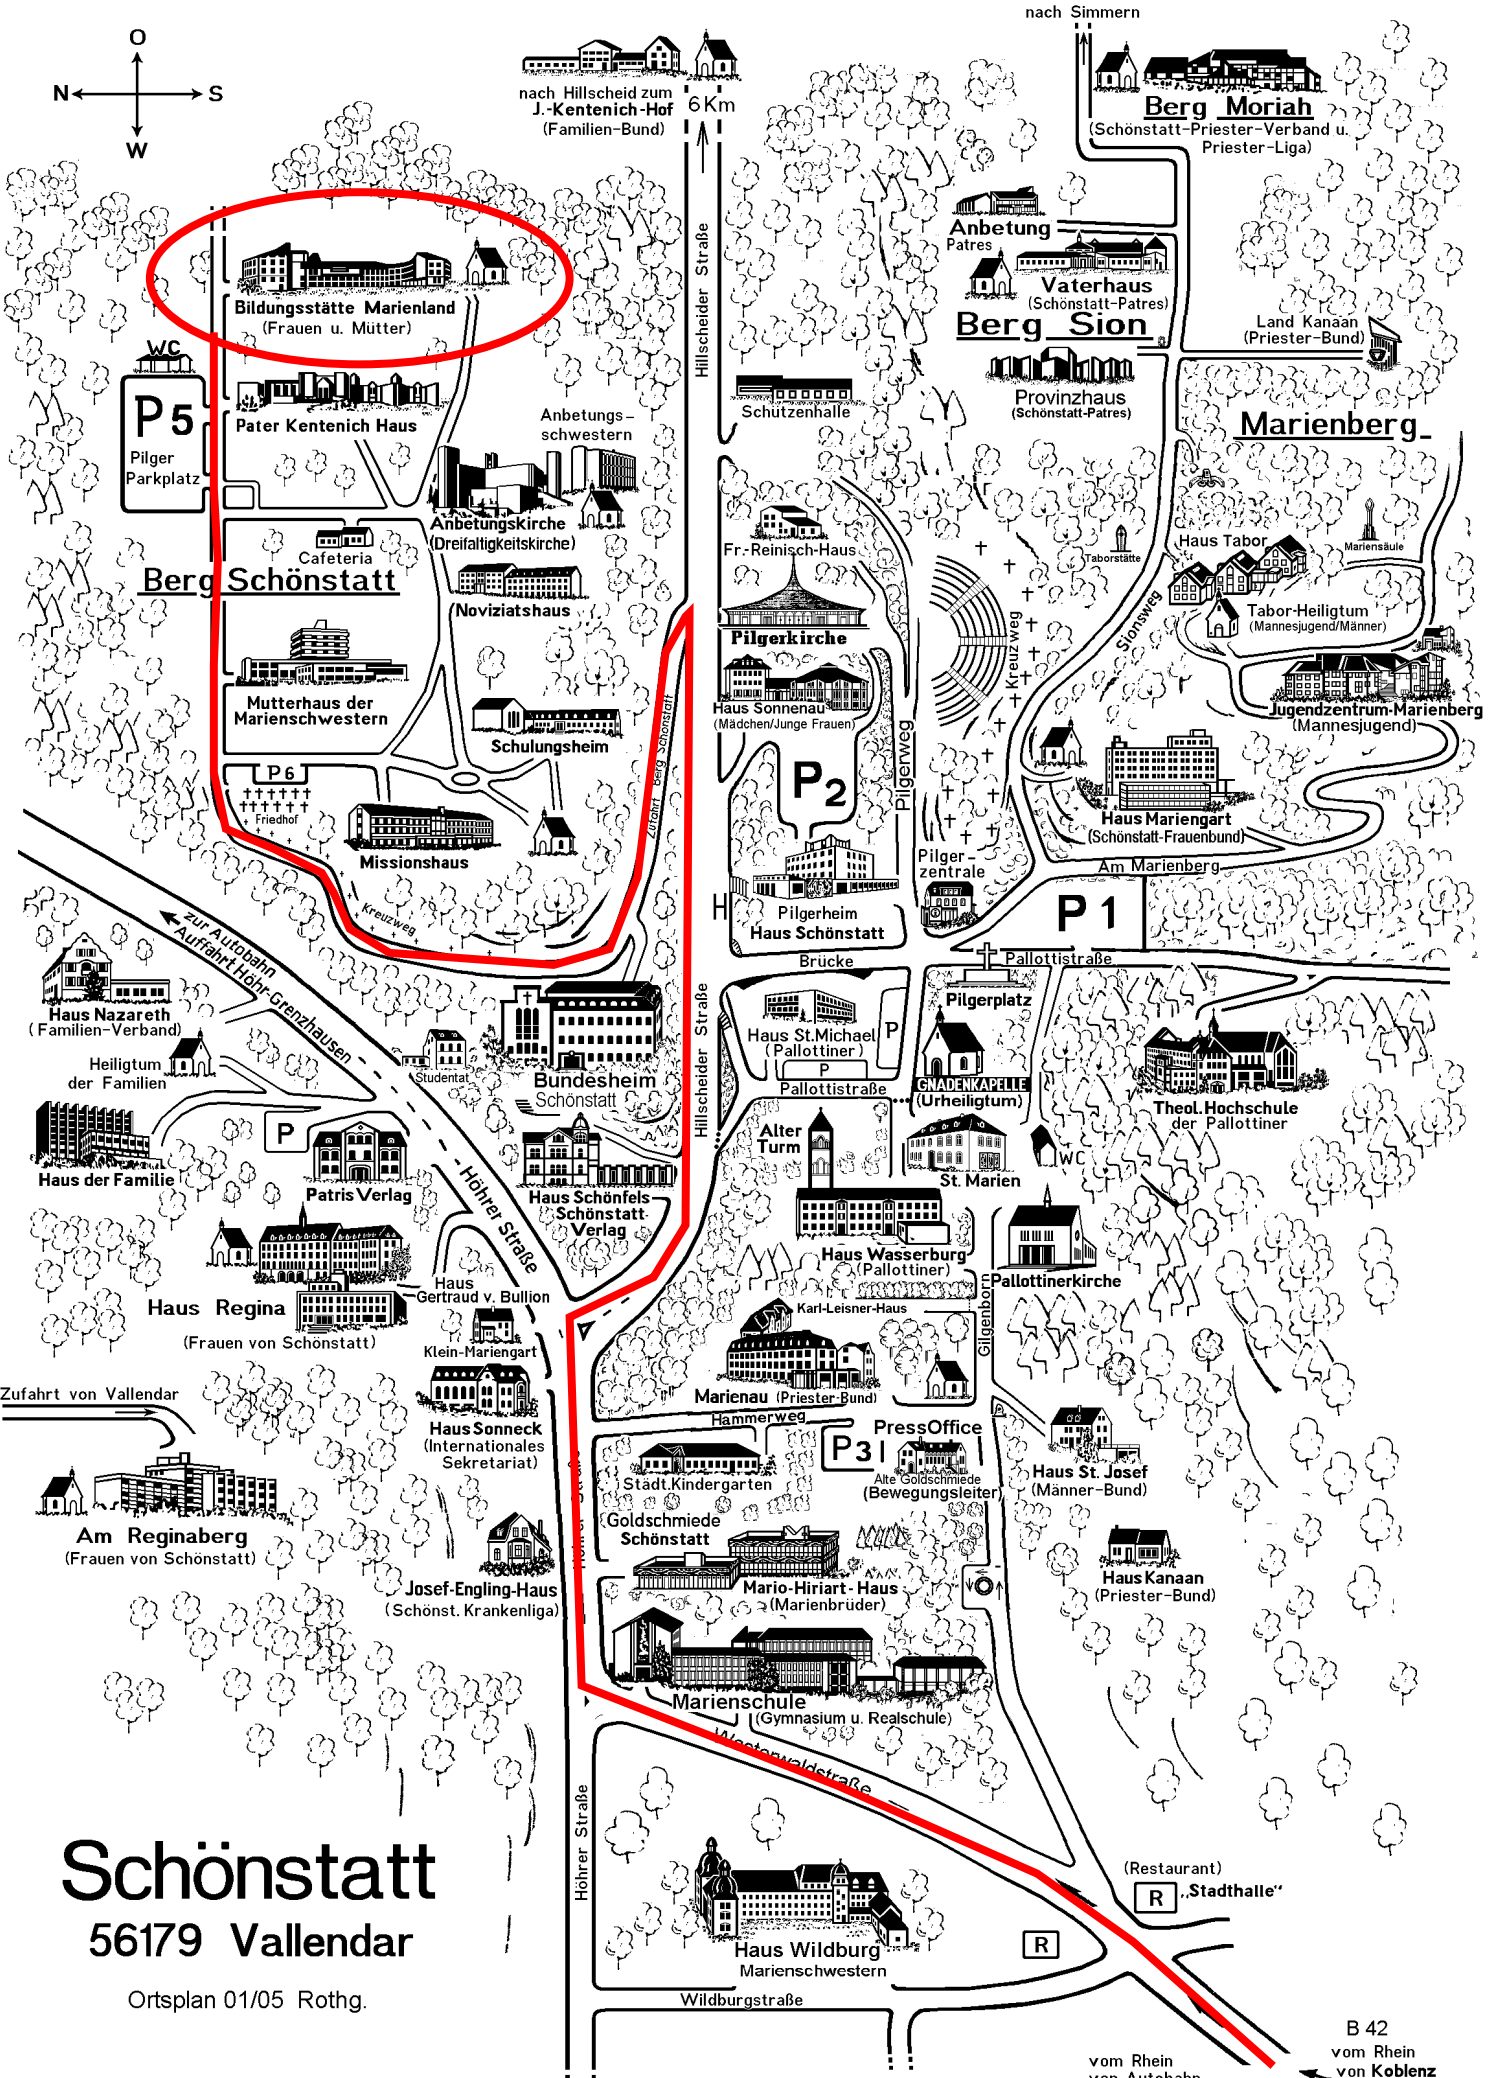 nach Simmern
O
N
S
W
nach Hillscheid zum
J.-Kentenich-Hof
(Familien-Bund)
6 Km
Berg Moriah
(Schönstatt-Priester-Verband u.
Priester-Liga)
Anbetung
Patres
Vaterhaus
(Schönstatt-Patres)
Berg Sion
Land Kanaan
(Priester-Bund)
Provinzhaus
(Schönstatt-Patres)
Marienberg
Bildungsstätte Marienland
(Frauen u. Mütter)
WC
P5
Pilger
Parkplatz
Pater Kentenich Haus
Hillscheider Straße
Schützenhalle
Anbetungs-
schwestern
Anbetungskirche
(Dreifaltigkeitskirche)
Cafeteria
Berg Schönstatt
Noviziatshaus
Fr.-Reinisch-Haus
Pilgerkirche
Haus Sonnenau
(Mädchen/Junge Frauen)
Taborstätte
Haus Tabor
Mariensäule
Tabor-Heiligtum
(Mannesjugend/Männer)
Sionsweg
Kreuzweg
Jugendzentrum-Marienberg
(Mannesjugend)
Mutterhaus der
Marienschwestern
Schulungsheim
Zufahrt Berg Schönstatt
P2
Pilgerweg
P6
Friedhof
Missionshaus
Kreuzweg
Haus Mariengart
(Schönstatt-Frauenbund)
Am Marienberg
Pilger-
zentrale
P1
H
Pilgerheim
Haus Schönstatt
Brücke
Pallottistraße
Pilgerplatz
zur Autobahn
Auffahrt Höhr-Grenzhausen
Haus Nazareth
(Familien-Verband)
Heiligtum
der Familien
Haus der Familie
P
Patris Verlag
Studentat
Bundesheim
Schönstatt
Hillscheider Straße
Haus St. Michael
(Pallottiner)
P
P
Pallottistraße
GNADENKAPELLE
(Urheiligtum)
Theol. Hochschule
der Pallottiner
Alter
Turm
St. Marien
WC
Haus Schönfels
Schönstatt-
Verlag
Höhrer Straße
Haus Wasserburg
(Pallottiner)
Pallottinerkirche
Gilgenborn
Haus
Gertraud v. Bullion
Haus Regina
(Frauen von Schönstatt)
Klein-Mariengart
Karl-Leisner-Haus
Marienau (Priester-Bund)
Zufahrt von Vallendar
Haus Sonneck
(Internationales
Sekretariat)
Hammerweg
P3
PressOffice
Alte Goldschmiede
(Bewegungsleiter)
Haus St. Josef
(Männer-Bund)
Städt. Kindergarten
Am Reginaberg
(Frauen von Schönstatt)
Goldschmiede
Schönstatt
Höhrer Straße
Josef-Engling-Haus
(Schönst. Krankenliga)
Mario-Hiriart-Haus
(Marienbrüder)
Haus Kanaan
(Priester-Bund)
Marienschule
(Gymnasium u. Realschule)
Westerwaldstraße
Höhrer Straße
Schönstatt
56179 Vallendar
Ortsplan 01/05 Rothg.
(Restaurant)
R „Stadthalle“
Haus Wildburg
Marienschwestern
R
Wildburgstraße
B 42
vom Rhein
von Koblenz
vom Rhein
von Autobahn